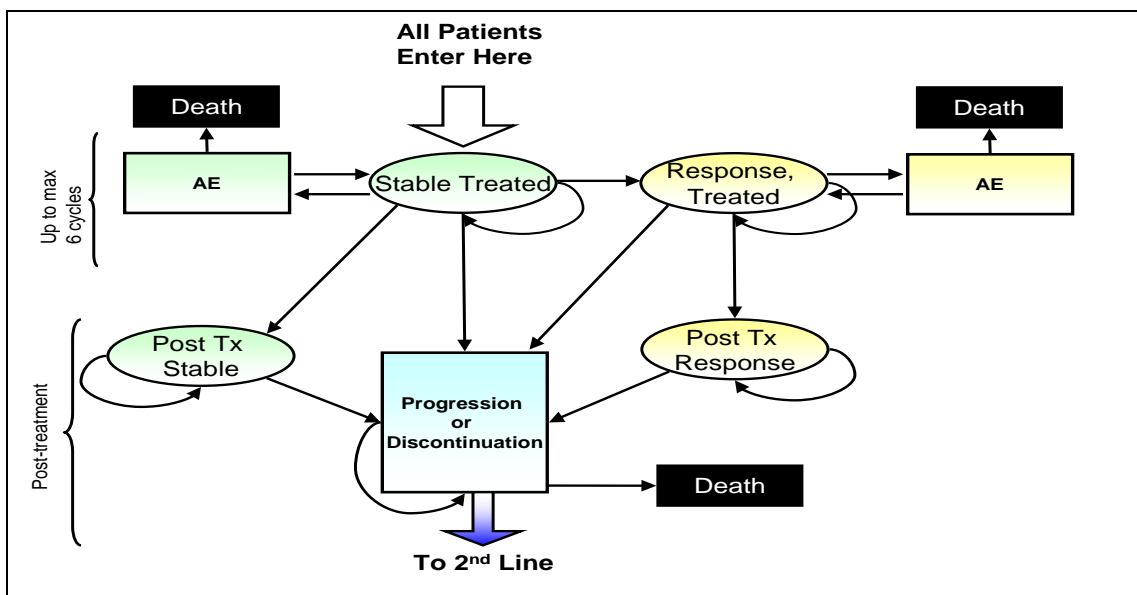 All Patients
Enter Here
Death
Death
AE
Stable Treated
Response,
Treated
AE
Up to max
6 cycles
Post Tx
Stable
Post Tx
Response
Progression
or
Discontinuation
Post-treatment
Death
To 2nd Line